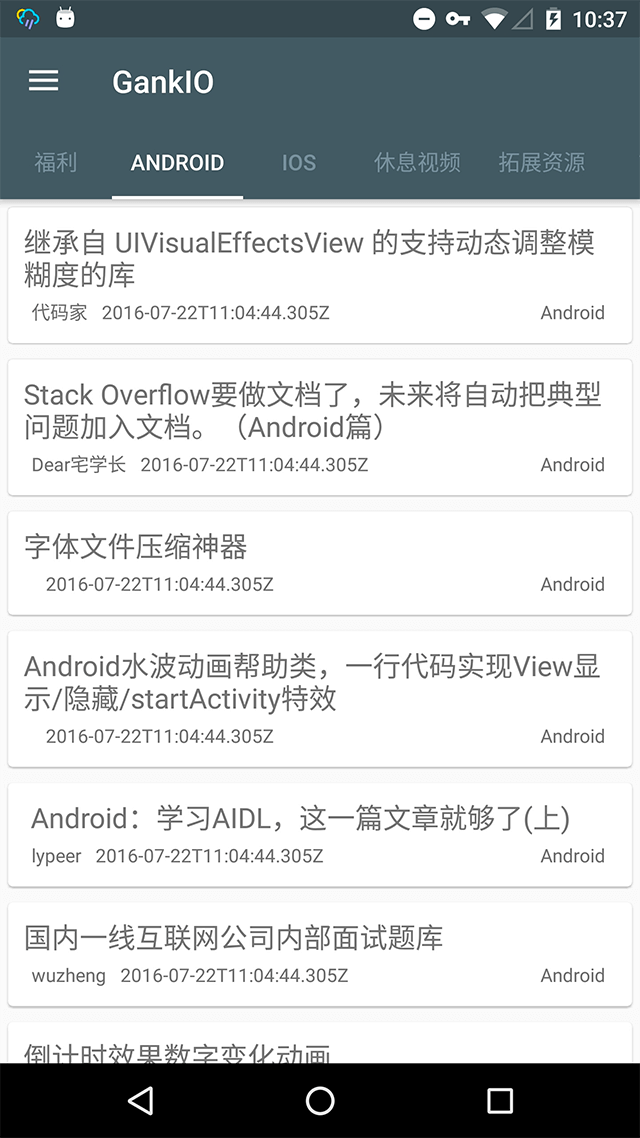 10:37
GankIO
福利 ANDROID IOS 休息视频 拓展资源
继承自 UIVisualEffectsView 的支持动态调整模
糊度的库
代码家 2016-07-22T11:04:44.305Z Android
Stack Overflow要做文档了，未来将自动把典型
问题加入文档。（Android篇）
Dear宅学长 2016-07-22T11:04:44.305Z Android
字体文件压缩神器
2016-07-22T11:04:44.305Z Android
Android水波动画帮助类，一行代码实现View显
示/隐藏/startActivity特效
2016-07-22T11:04:44.305Z Android
Android：学习AIDL，这一篇文章就够了(上)
lypeer 2016-07-22T11:04:44.305Z Android
国内一线互联网公司内部面试题库
wuzheng 2016-07-22T11:04:44.305Z Android
倒计时效果数字变化动画